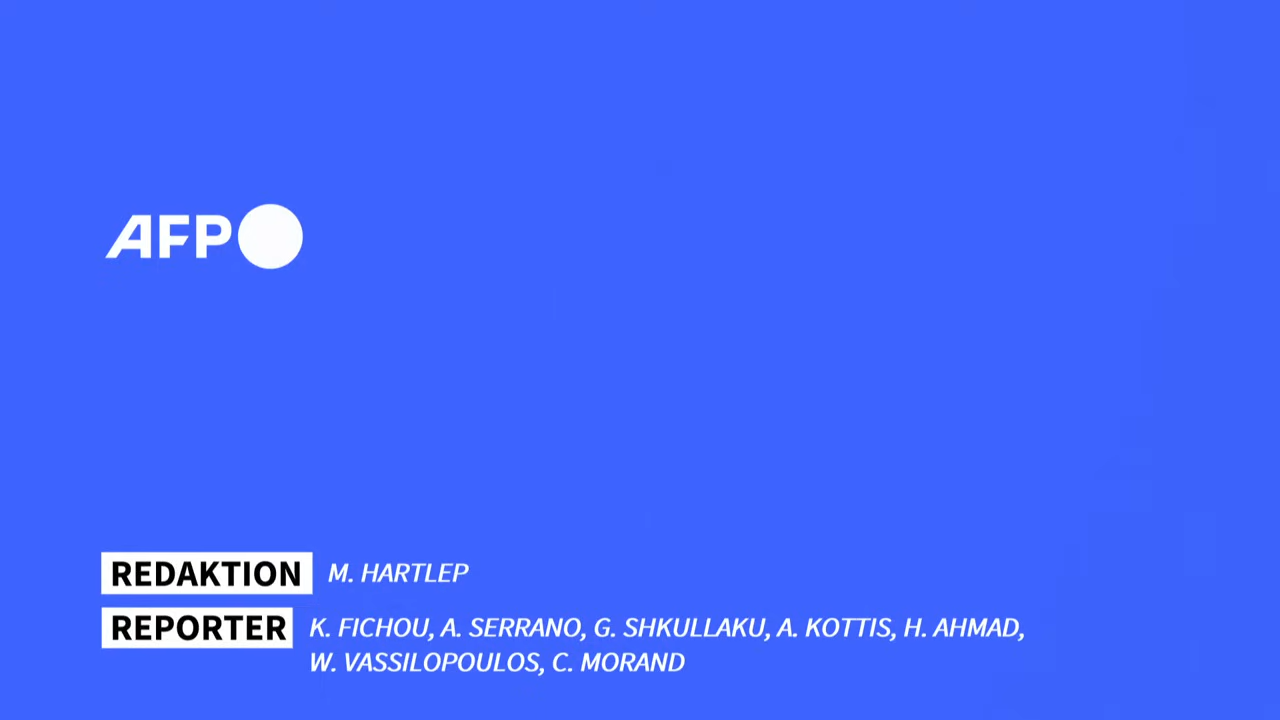 AFP
REDAKTION M. HARTLEP
REPORTER K. FICHOU, A. SERRANO, G. SHKULLAKU, A. KOTTIS, H. AHMAD,
W. VASSILOPOULOS, C. MORAND